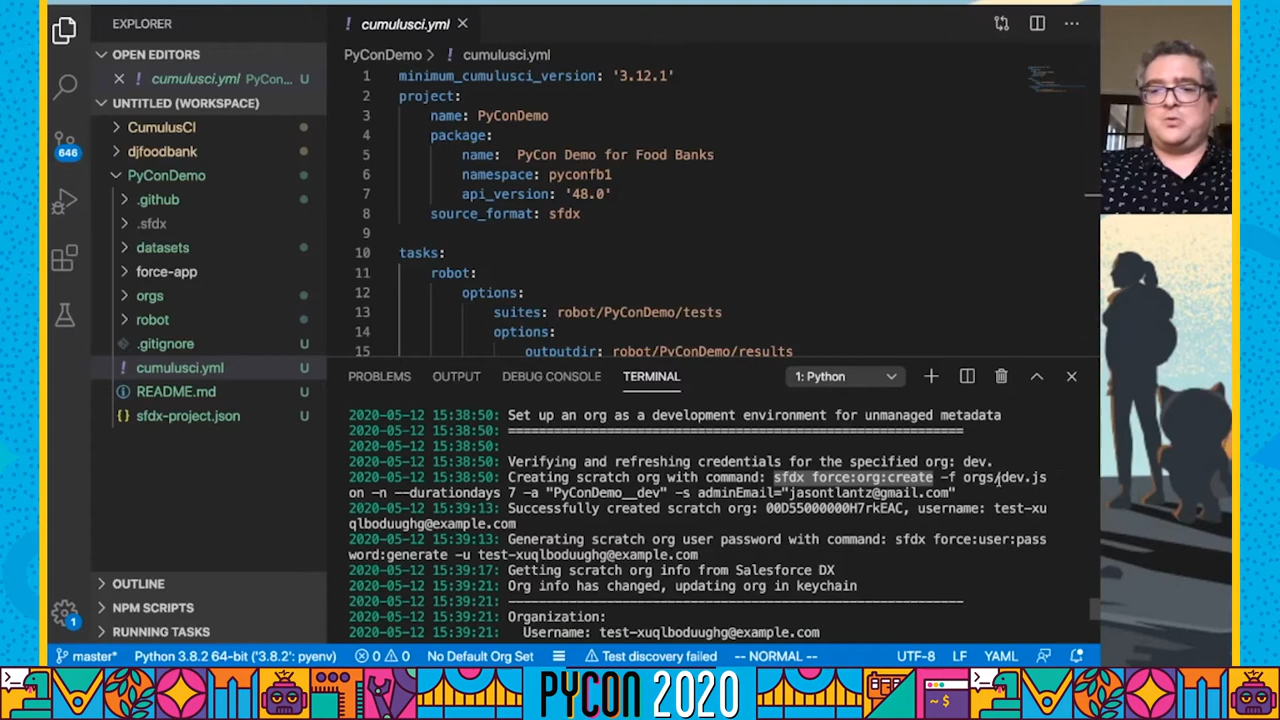 EXPLORER
OPEN EDITORS
cumulusci.yml PyCon... U
UNTITLED (WORKSPACE)
CumulusCI
djfoodbank
PyConDemo
.github
.sfdx
datasets
force-app
orgs
robot
.gitignore U
cumulusci.yml U
README.md U
sfdx-project.json U
OUTLINE
NPM SCRIPTS
RUNNING TASKS
646
1
cumulusci.yml
PyConDemo > cumulusci.yml
1 minimum_cumulusci_version: '3.12.1'
2 project:
3 name: PyConDemo
4 package:
5 name: PyCon Demo for Food Banks
6 namespace: pyconfb1
7 api_version: '48.0'
8 source_format: sfdx
9
10 tasks:
11 robot:
12 options:
13 suites: robot/PyConDemo/tests
14 options:
15 outputdir: robot/PyConDemo/results
PROBLEMS OUTPUT DEBUG CONSOLE TERMINAL 1: Python
2020-05-12 15:38:50: Set up an org as a development environment for unmanaged metadata
2020-05-12 15:38:50: ==========================================================
2020-05-12 15:38:50:
2020-05-12 15:38:50: Verifying and refreshing credentials for the specified org: dev.
2020-05-12 15:38:50: Creating scratch org with command: sfdx force:org:create -f orgs/dev.js
on -n --durationdays 7 -a "PyConDemo__dev" -s adminEmail="jasontlantz@gmail.com"
2020-05-12 15:39:13: Successfully created scratch org: 00D55000000H7rkEAC, username: test-xu
qlboduughg@example.com
2020-05-12 15:39:13: Generating scratch org user password with command: sfdx force:user:pass
word:generate -u test-xuqlboduughg@example.com
2020-05-12 15:39:17: Getting scratch org info from Salesforce DX
2020-05-12 15:39:21: Org info has changed, updating org in keychain
2020-05-12 15:39:21: ----------------------------------------------------------
2020-05-12 15:39:21: Organization:
2020-05-12 15:39:21: Username: test-xuqlboduughg@example.com
master* Python 3.8.2 64-bit ('3.8.2': pyenv) 0 0 No Default Org Set Test discovery failed -- NORMAL -- UTF-8 LF YAML
PYCON 2020
~$